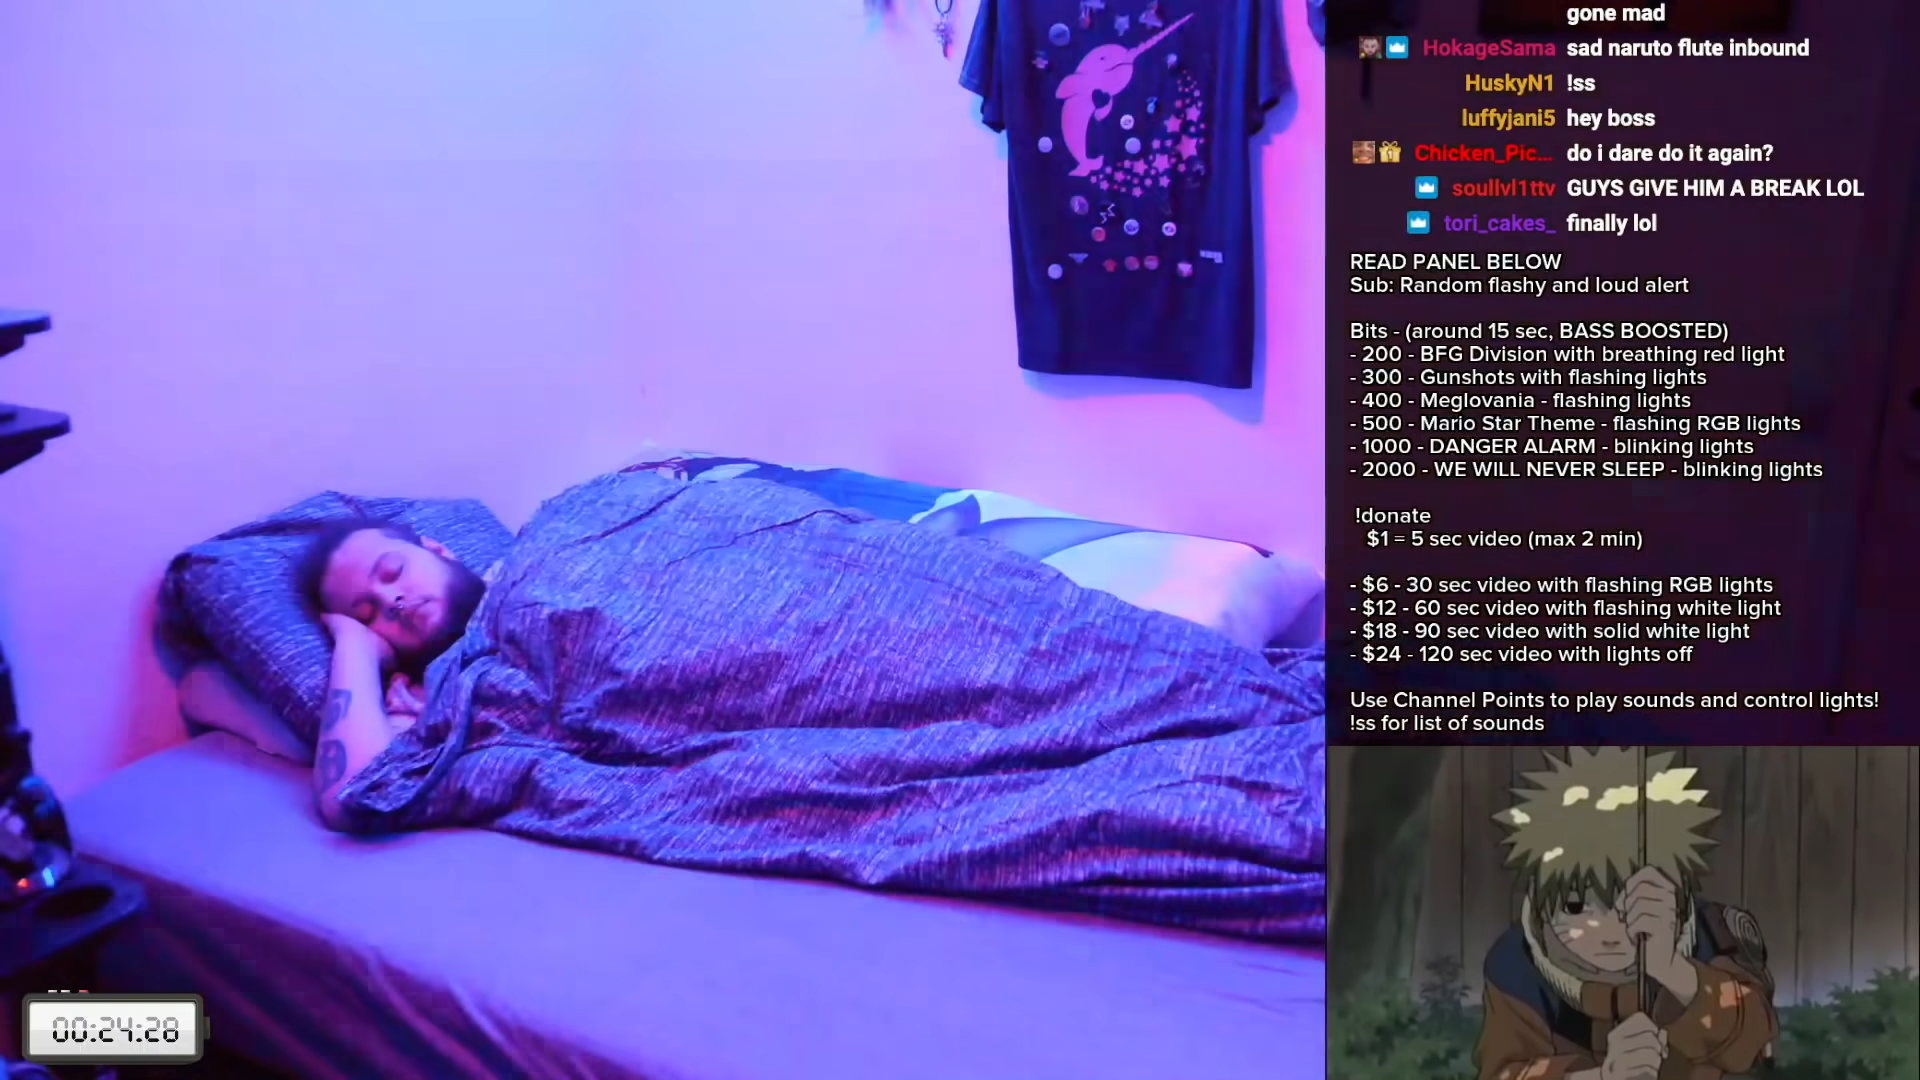 gone mad
HokageSama sad naruto flute inbound
HuskyN1 !ss
luffyjani5 hey boss
Chicken_Pic... do i dare do it again?
soullvl1ttv GUYS GIVE HIM A BREAK LOL
tori_cakes_ finally lol
READ PANEL BELOW
Sub: Random flashy and loud alert
Bits - (around 15 sec, BASS BOOSTED)
- 200 - BFG Division with breathing red light
- 300 - Gunshots with flashing lights
- 400 - Meglovania - flashing lights
- 500 - Mario Star Theme - flashing RGB lights
- 1000 - DANGER ALARM - blinking lights
- 2000 - WE WILL NEVER SLEEP - blinking lights
!donate
$1 = 5 sec video (max 2 min)
- $6 - 30 sec video with flashing RGB lights
- $12 - 60 sec video with flashing white light
- $18 - 90 sec video with solid white light
- $24 - 120 sec video with lights off
Use Channel Points to play sounds and control lights!
!ss for list of sounds
00:24:28